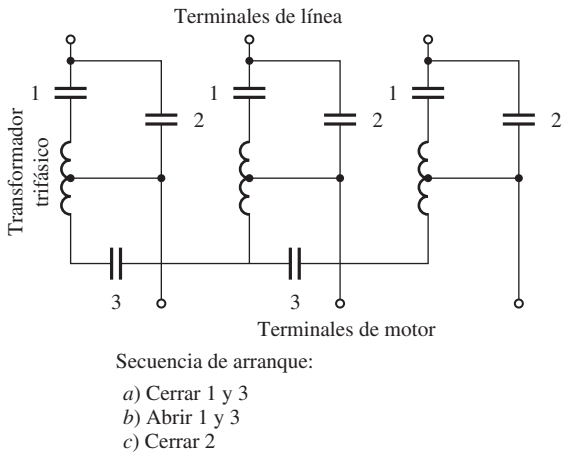 Terminales de línea
1
2
1
2
1
2
Transformador
trifásico
3
3
Terminales de motor
Secuencia de arranque:
a) Cerrar 1 y 3
b) Abrir 1 y 3
c) Cerrar 2